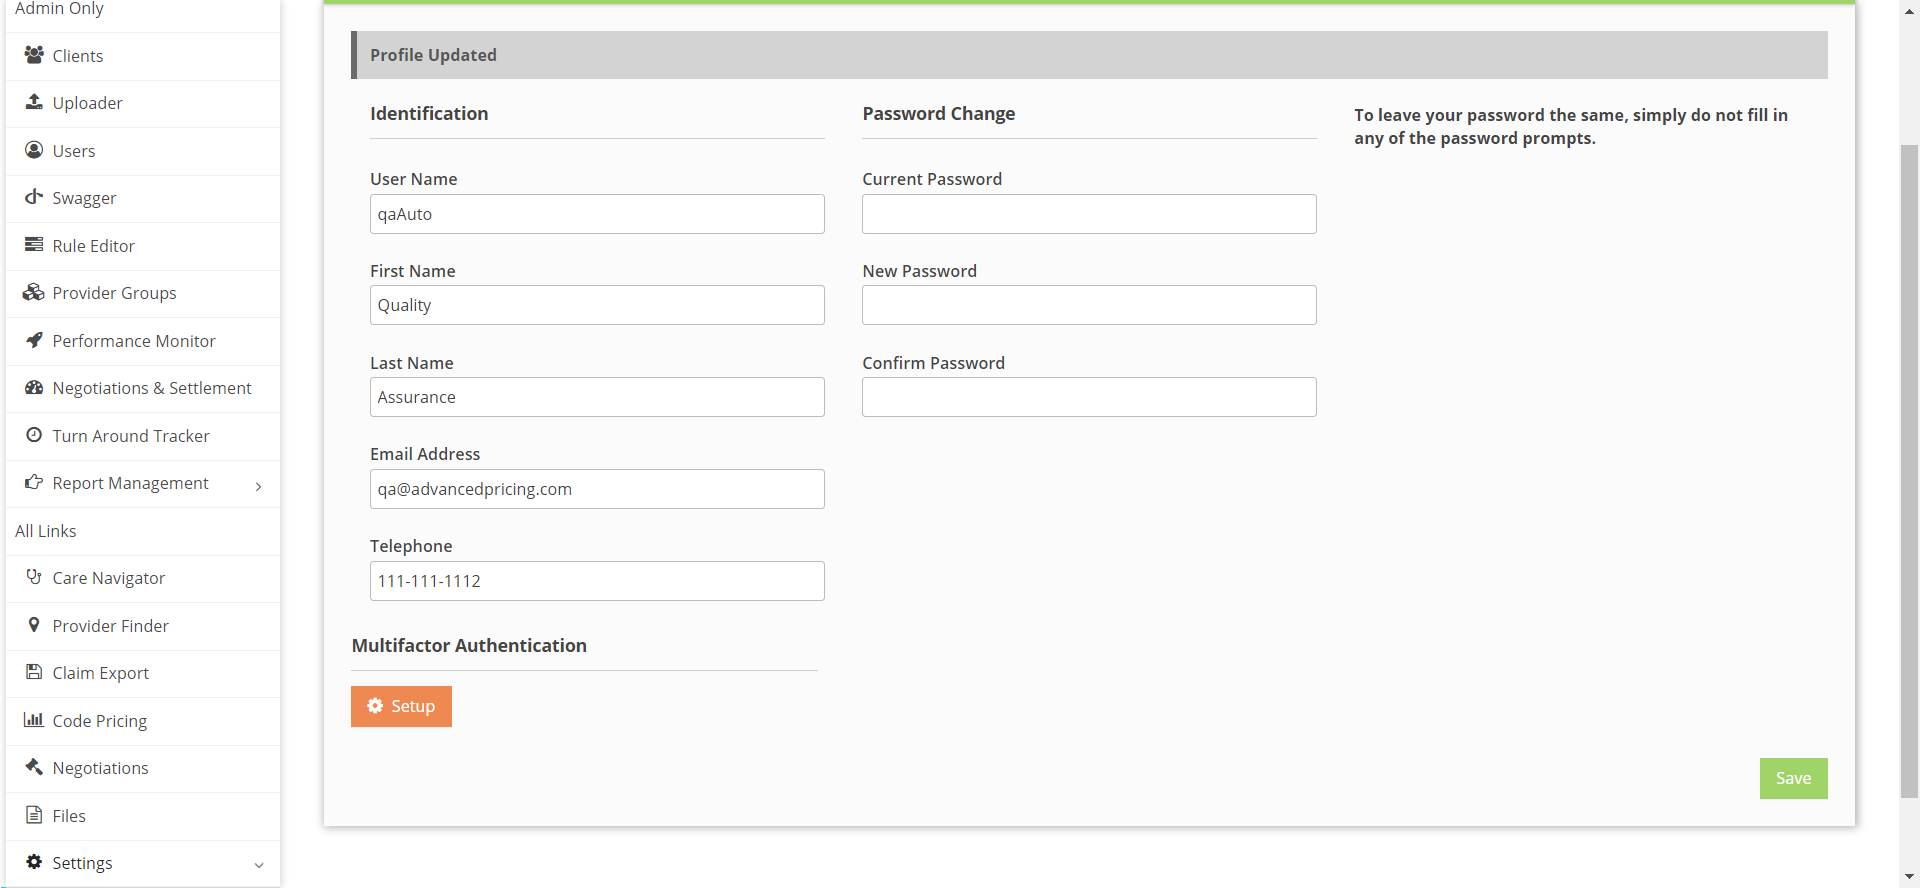 Admin Only
Clients
Uploader
Users
Swagger
Rule Editor
Provider Groups
Performance Monitor
Negotiations & Settlement
Turn Around Tracker
Report Management
All Links
Care Navigator
Provider Finder
Claim Export
Code Pricing
Negotiations
Files
Settings
Profile Updated
Identification
User Name
qaAuto
First Name
Quality
Last Name
Assurance
Email Address
qa@advancedpricing.com
Telephone
111-111-1112
Password Change
Current Password
New Password
Confirm Password
To leave your password the same, simply do not fill in
any of the password prompts.
Multifactor Authentication
Setup
Save